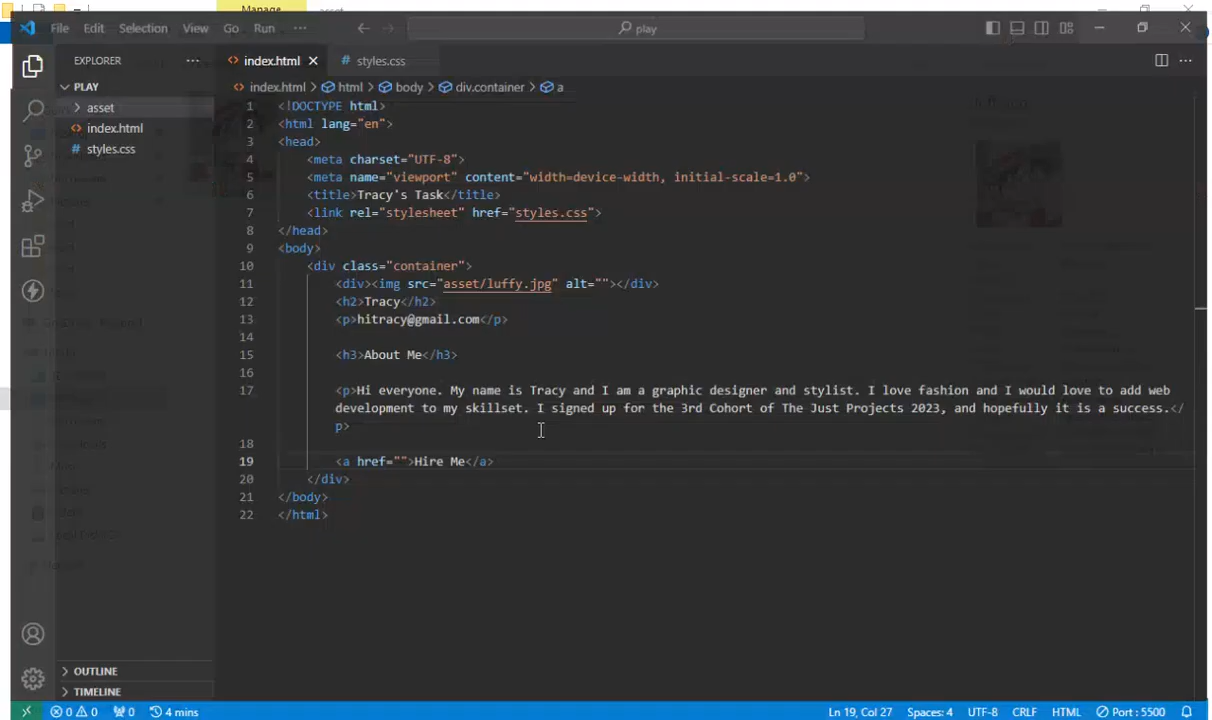 Manage
File Edit Selection View Go Run ··· play
EXPLORER ··· index.html # styles.css
PLAY
index.html > html > body > div.container > a
asset
index.html
# styles.css
1 <!DOCTYPE html>
2 <html lang="en">
3 <head>
4 <meta charset="UTF-8">
5 <meta name="viewport" content="width=device-width, initial-scale=1.0">
6 <title>Tracy's Task</title>
7 <link rel="stylesheet" href="styles.css">
8 </head>
9 <body>
10 <div class="container">
11 <div><img src="asset/luffy.jpg" alt=""></div>
12 <h2>Tracy</h2>
13 <p>hitracy@gmail.com</p>
14
15 <h3>About Me</h3>
16
17 <p>Hi everyone. My name is Tracy and I am a graphic designer and stylist. I love fashion and I would love to add web
development to my skillset. I signed up for the 3rd Cohort of The Just Projects 2023, and hopefully it is a success.</
p>
18
19 <a href="">Hire Me</a>
20 </div>
21 </body>
22 </html>
OUTLINE
TIMELINE
0 0 0 4 mins Ln 19, Col 27 Spaces: 4 UTF-8 CRLF HTML Port : 5500